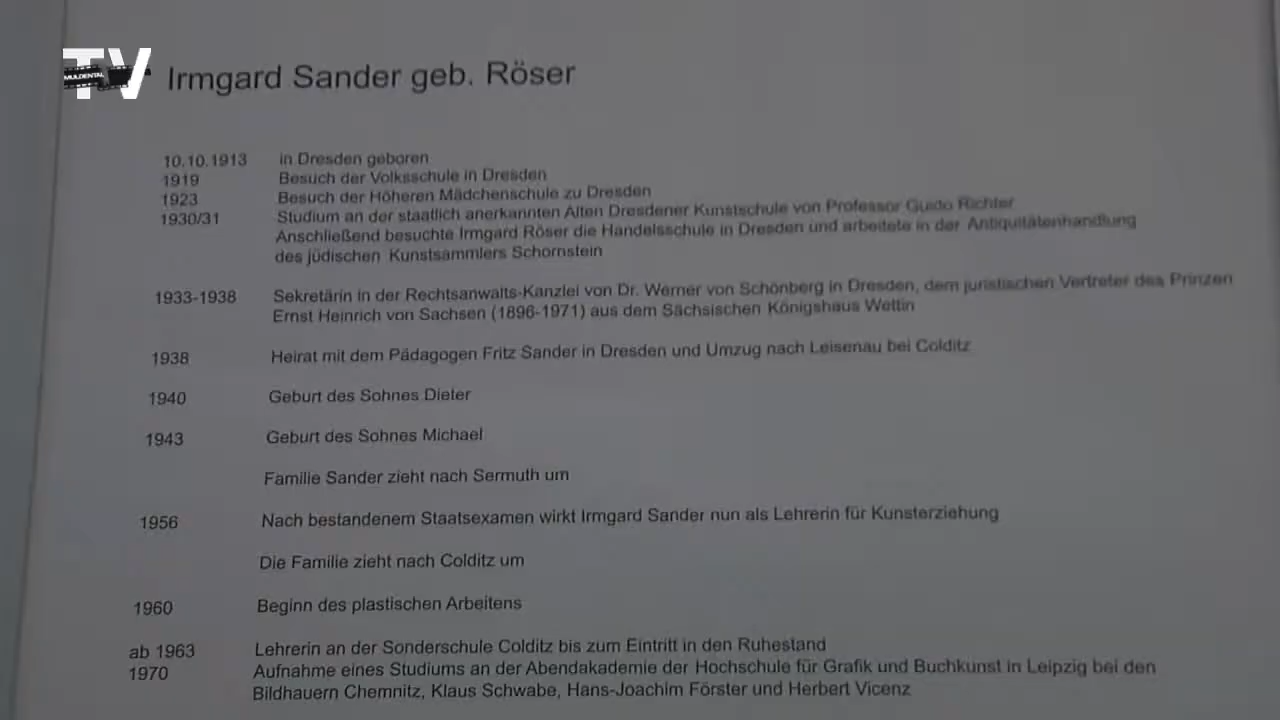 TV
MULDENTAL
Irmgard Sander geb. Röser
10.10.1913 in Dresden geboren
1919 Besuch der Volksschule in Dresden
1923 Besuch der Höheren Mädchenschule zu Dresden
1930/31 Studium an der staatlich anerkannten Alten Dresdener Kunstschule von Professor Guido Richter
Anschließend besuchte Irmgard Röser die Handelsschule in Dresden und arbeitete in der Antiquitätenhandlung
des jüdischen Kunstsammlers Schornstein
1933-1938 Sekretärin in der Rechtsanwalts-Kanzlei von Dr. Werner von Schönberg in Dresden, dem juristischen Vertreter des Prinzen
Ernst Heinrich von Sachsen (1896-1971) aus dem Sächsischen Königshaus Wettin
1938 Heirat mit dem Pädagogen Fritz Sander in Dresden und Umzug nach Leisenau bei Colditz
1940 Geburt des Sohnes Dieter
1943 Geburt des Sohnes Michael
Familie Sander zieht nach Sermuth um
1956 Nach bestandenem Staatsexamen wirkt Irmgard Sander nun als Lehrerin für Kunsterziehung
Die Familie zieht nach Colditz um
1960 Beginn des plastischen Arbeitens
ab 1963 Lehrerin an der Sonderschule Colditz bis zum Eintritt in den Ruhestand
1970 Aufnahme eines Studiums an der Abendakademie der Hochschule für Grafik und Buchkunst in Leipzig bei den
Bildhauern Chemnitz, Klaus Schwabe, Hans-Joachim Förster und Herbert Vicenz